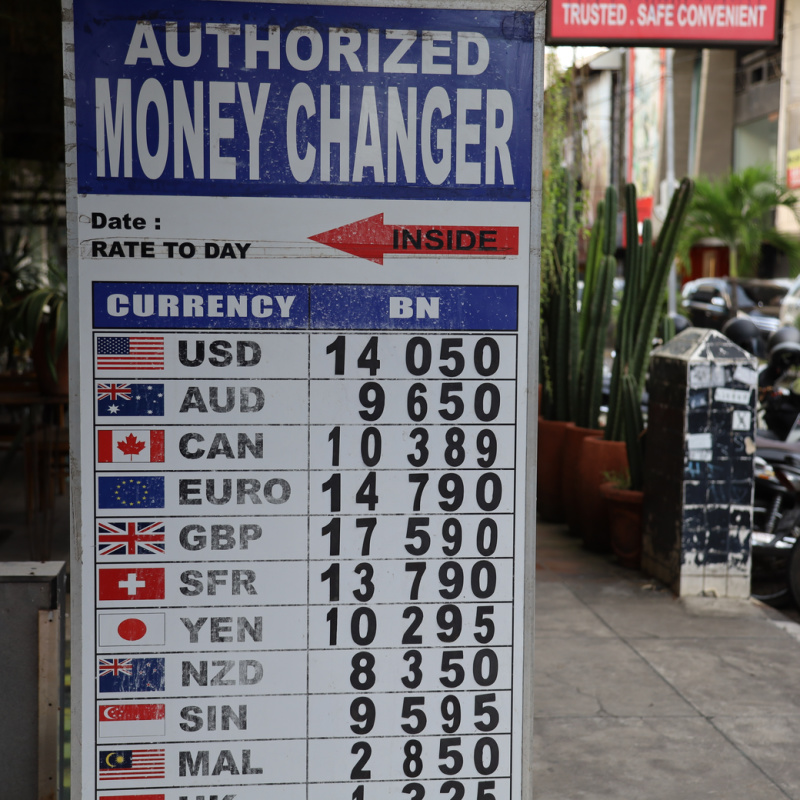 TRUSTED . SAFE CONVENIENT
AUTHORIZED
MONEY CHANGER
Date :
RATE TO DAY
INSIDE
CURRENCY BN
USD 14 050
AUD 9 650
CAN 10 389
EURO 14 790
GBP 17 590
SFR 13 790
YEN 10 295
NZD 8 350
SIN 9 595
MAL 2 850